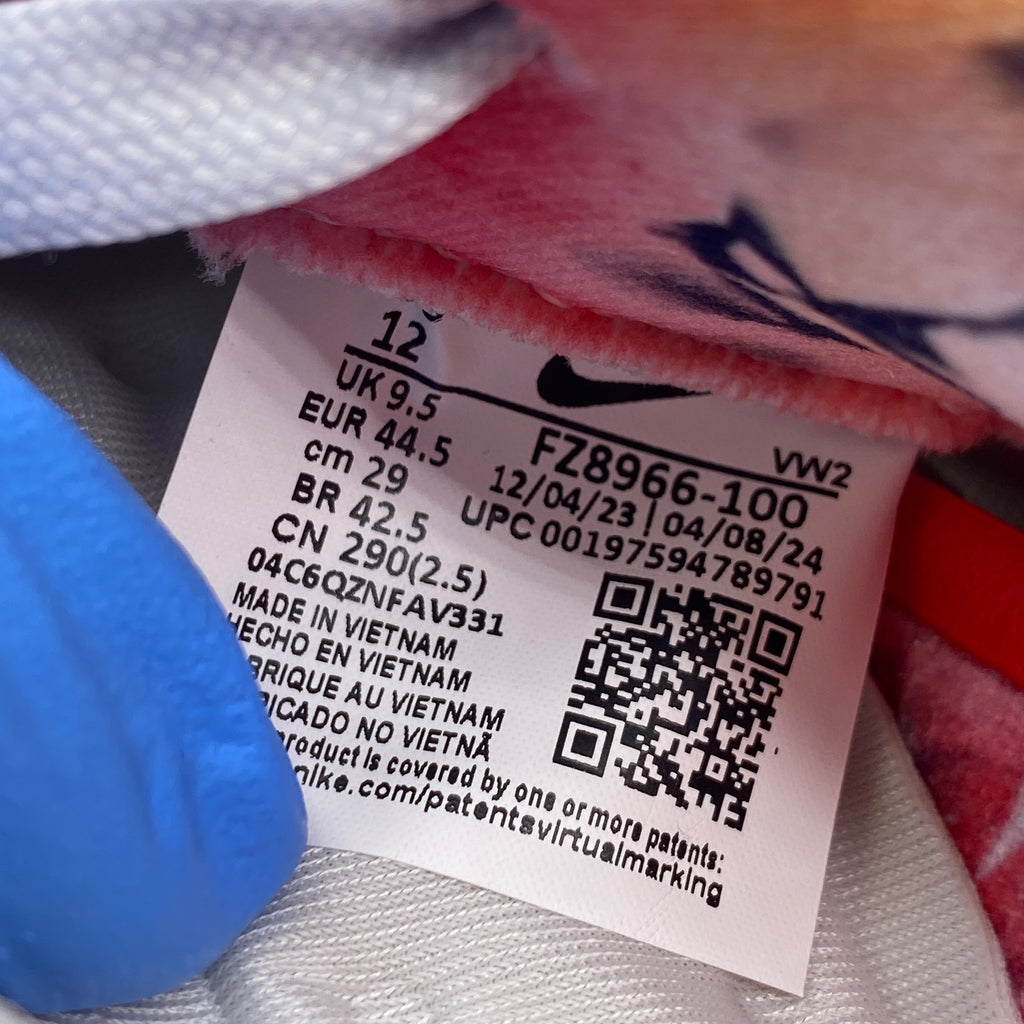 12
UK 9.5
EUR 44.5
cm 29
BR 42.5
CN 290(2.5)
04C6QZNFAV331
VW2
FZ8966-100
12/04/23 | 04/08/24
UPC 00197594789791
MADE IN VIETNAM
HECHO EN VIETNAM
BRIQUE AU VIETNAM
RICADO NO VIETNÃ
product is covered by one or more patents:
nike.com/patentsvirtualmarking